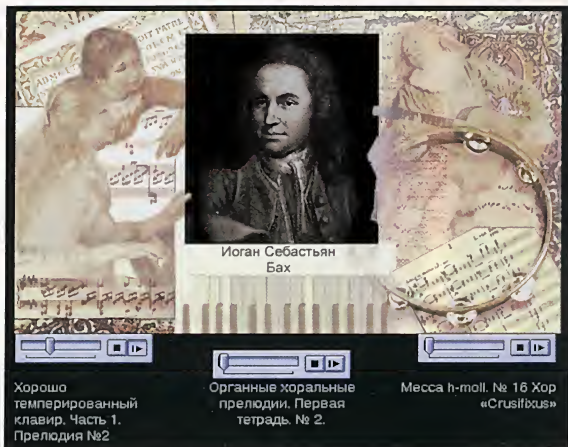 Иоган Себастьян
Бах
Хорошо
темперированный
клавир. Часть 1.
Прелюдия №2
Органные хоральные
прелюдии. Первая
тетрадь. № 2.
Месса h-moll. № 16 Хор
«Crusifixus»